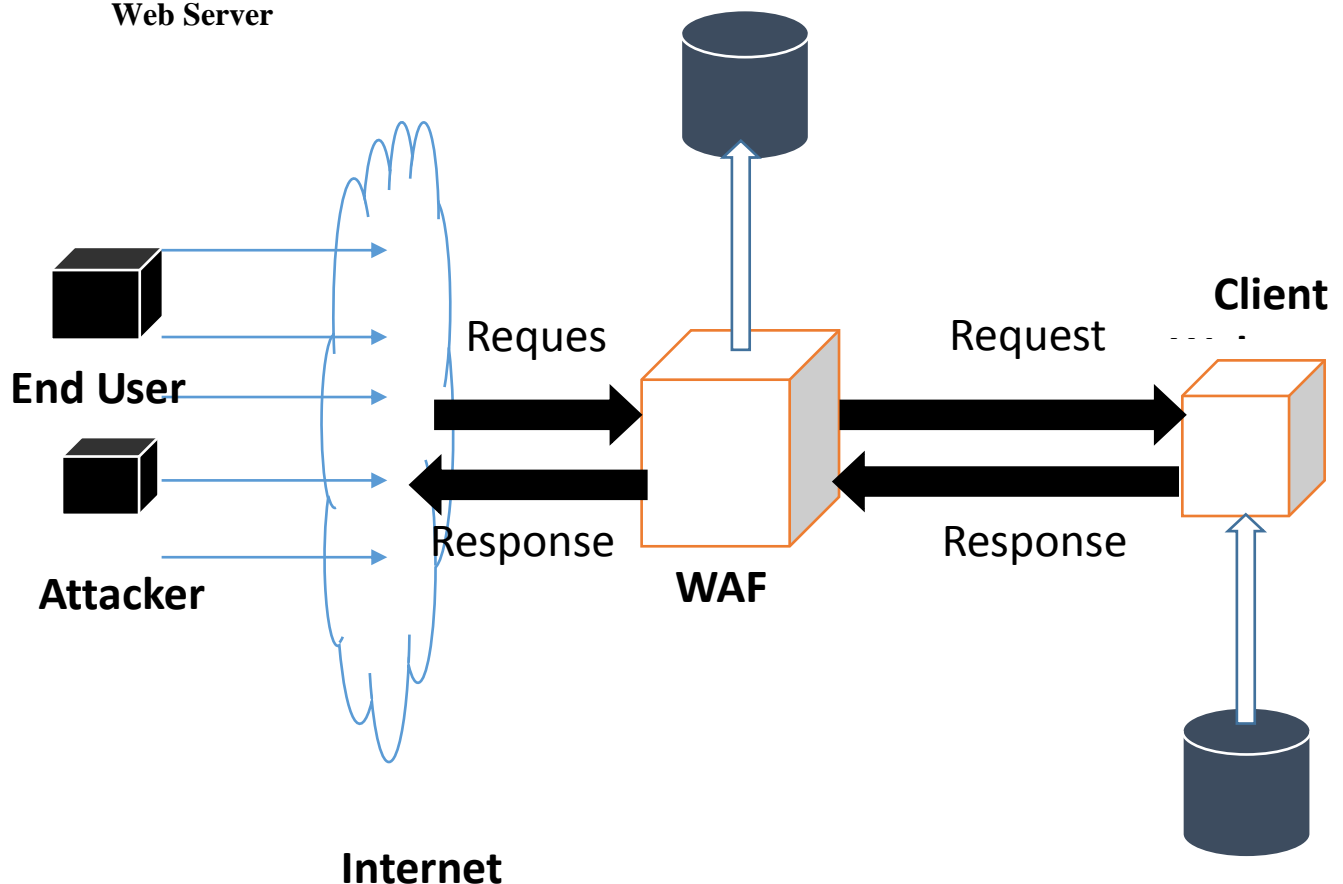 Web Server
Client
Reques
Request
End User
Response
Response
WAF
Attacker
Internet